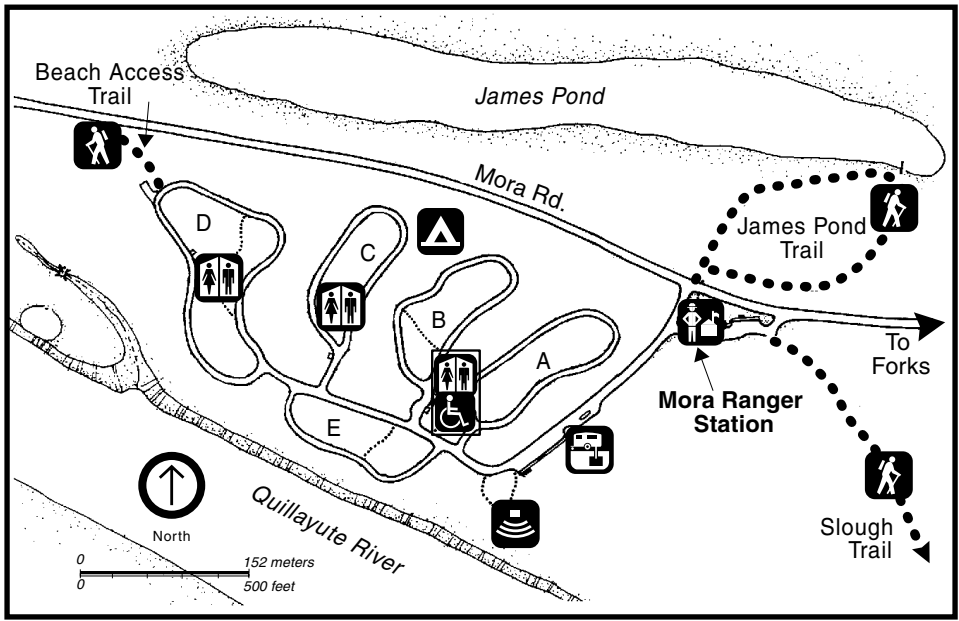 Beach Access
Trail
James Pond
Mora Rd.
D
C
James Pond
Trail
B
A
To
Forks
Mora Ranger
Station
E
North
Quillayute River
Slough
Trail
0
152 meters
0
500 feet